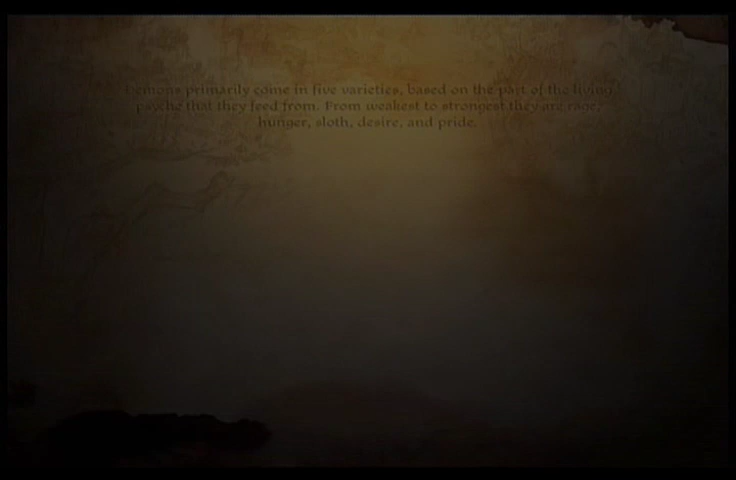 Demons primarily come in five varieties, based on the part of the living
psyche that they feed from. From weakest to strongest they are rage,
hunger, sloth, desire, and pride.